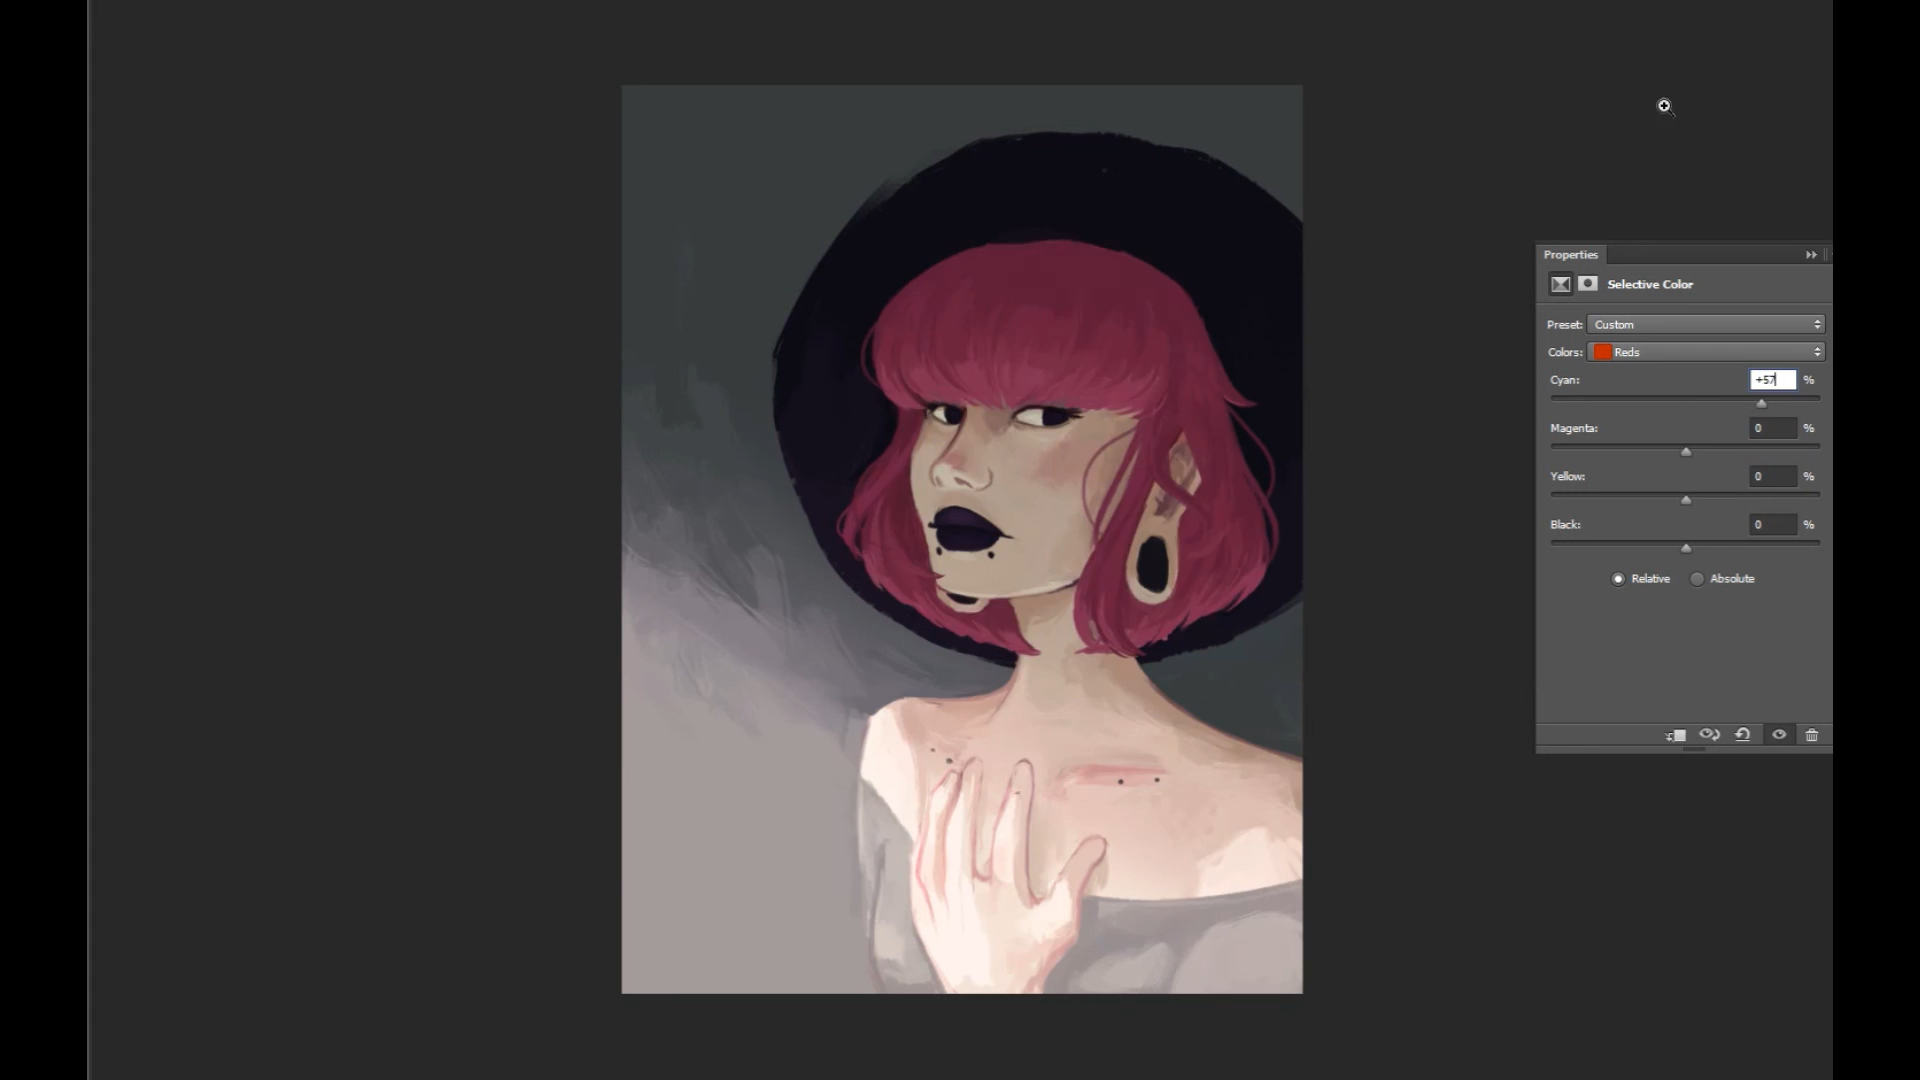 Properties
Selective Color
Preset: Custom
Colors: Reds
Cyan: +57 %
Magenta: 0 %
Yellow: 0 %
Black: 0 %
Relative Absolute